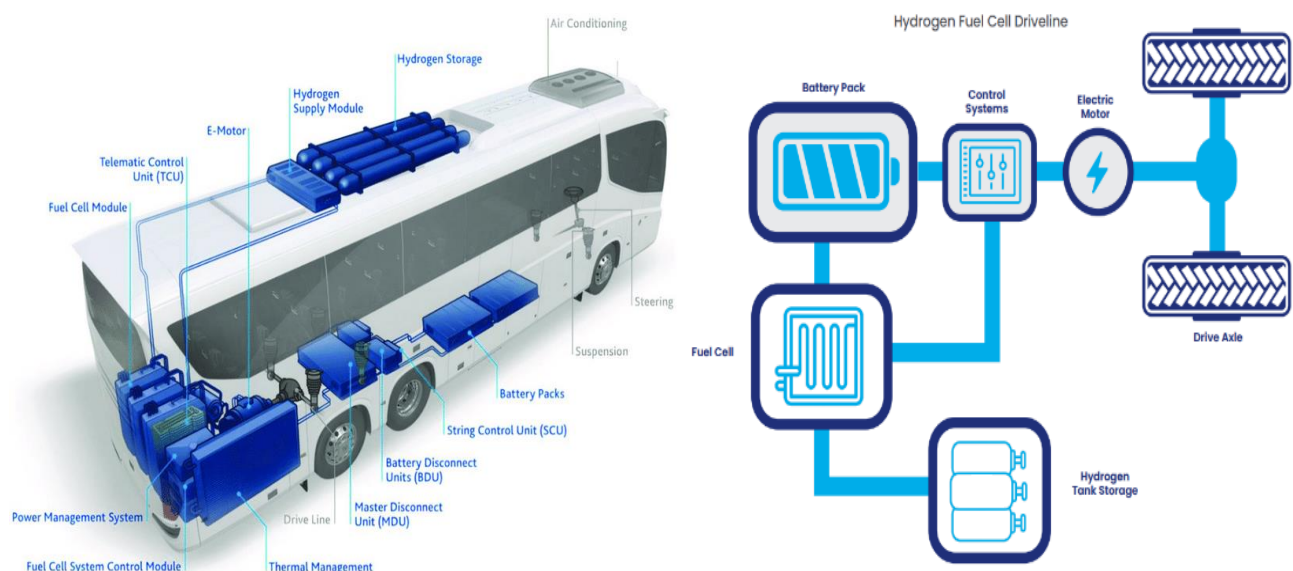 Air Conditioning
Hydrogen Storage
Hydrogen
Supply Module
E-Motor
Telematic Control
Unit (TCU)
Fuel Cell Module
Steering
Suspension
Battery Packs
String Control Unit (SCU)
Battery Disconnect
Units (BDU)
Master Disconnect
Unit (MDU)
Drive Line
Power Management System
Fuel Cell System Control Module
Thermal Management
Hydrogen Fuel Cell Driveline
Battery Pack
Control
Systems
Electric
Motor
Drive Axle
Fuel Cell
Hydrogen
Tank Storage